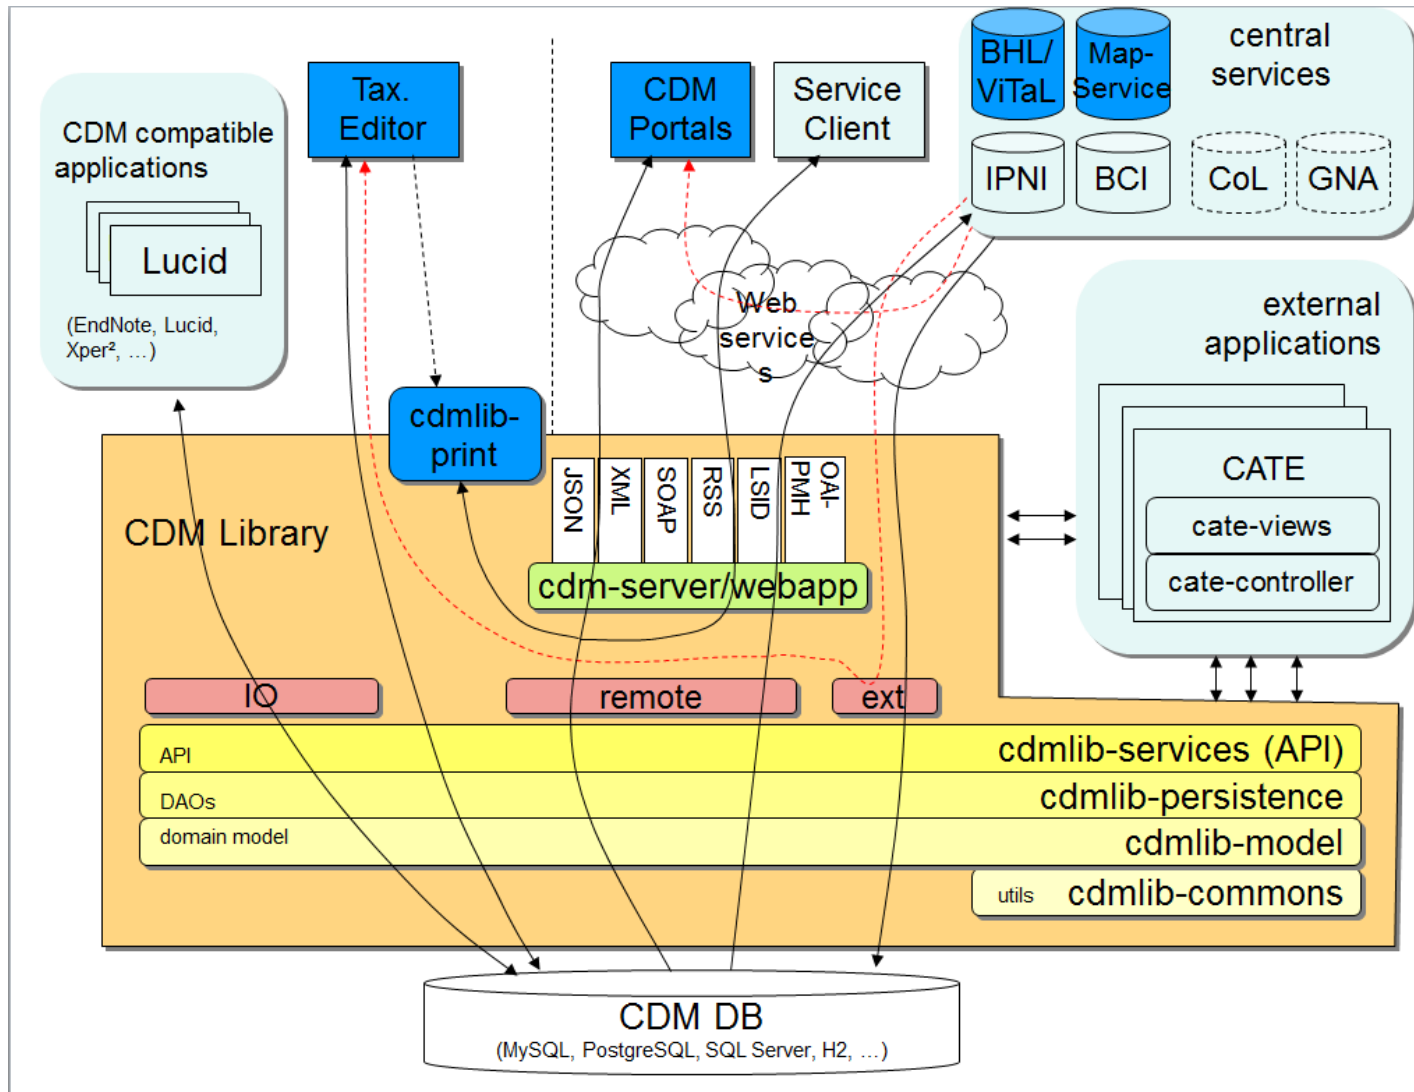 BHL/
ViTaL
Map-
Service
central
services
Tax.
Editor
CDM
Portals
Service
Client
CDM compatible
applications
IPNI
BCI
CoL
GNA
Lucid
(EndNote, Lucid,
Xper², …)
Web
service
s
external
applications
cdmlib-
print
CATE
cate-views
cate-controller
CDM Library
JSON
XML
SOAP
RSS
LSID
OAI-
PMH
cdm-server/webapp
IO
remote
ext
API
cdmlib-services (API)
DAOs
cdmlib-persistence
domain model
cdmlib-model
utils
cdmlib-commons
CDM DB
(MySQL, PostgreSQL, SQL Server, H2, …)